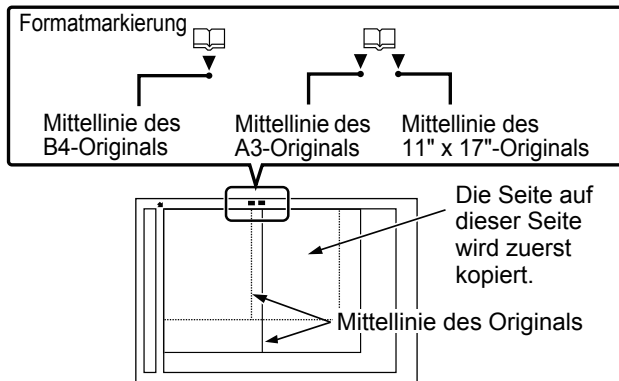 Formatmarkierung
Mittellinie des
B4-Originals
Mittellinie des
A3-Originals
Mittellinie des
11" x 17"-Originals
Die Seite auf
dieser Seite
wird zuerst
kopiert.
Mittellinie des Originals